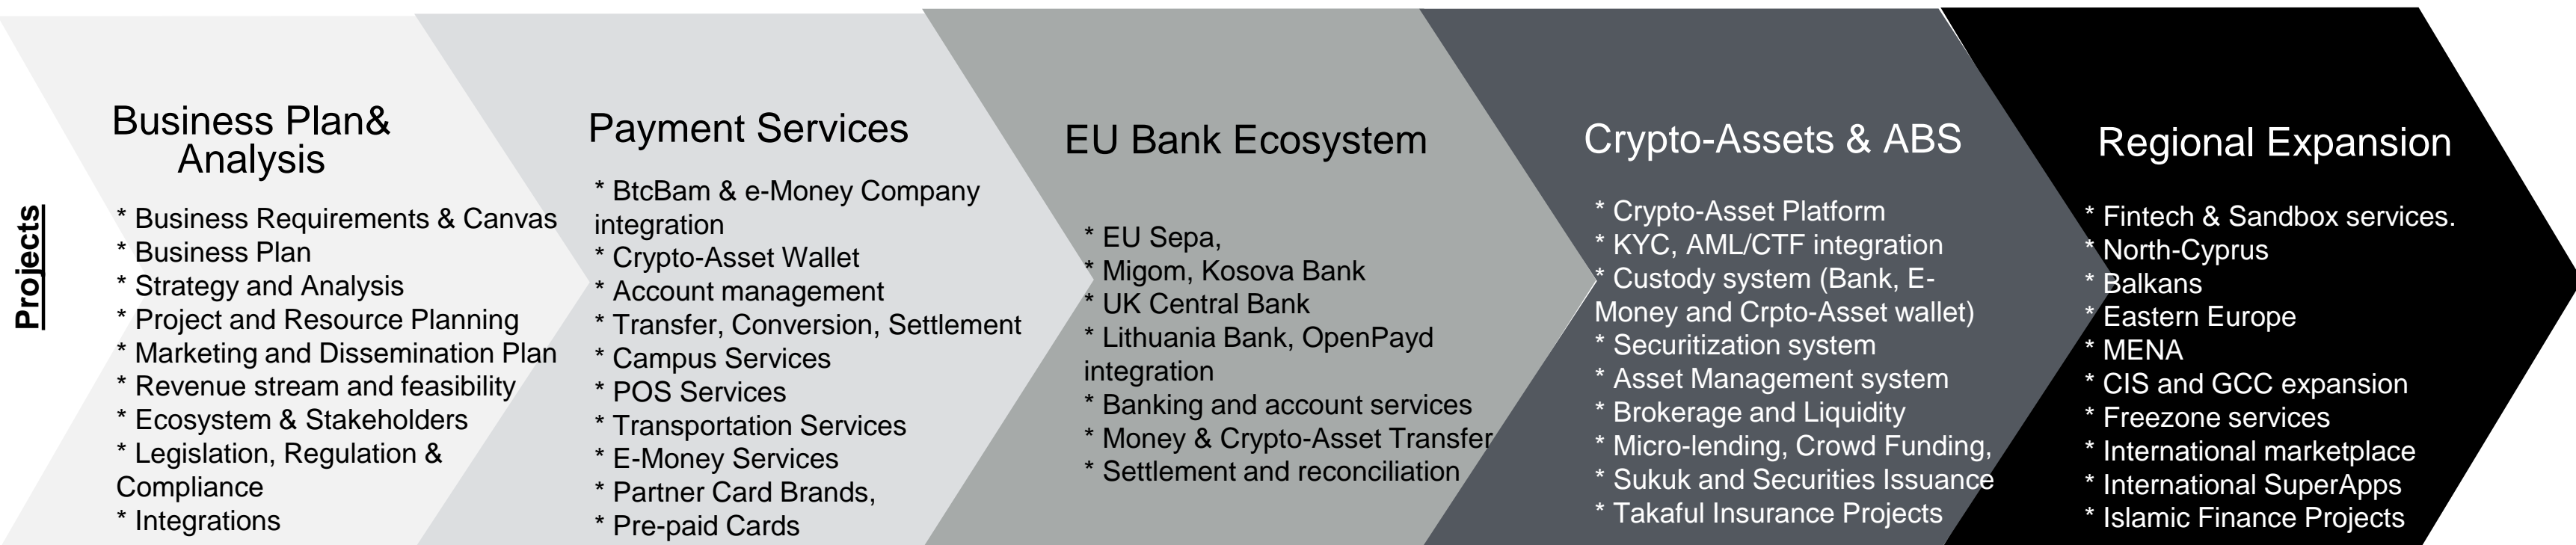 Projects
Business Plan&
Analysis
* Business Requirements & Canvas
* Business Plan
* Strategy and Analysis
* Project and Resource Planning
* Marketing and Dissemination Plan
* Revenue stream and feasibility
* Ecosystem & Stakeholders
* Legislation, Regulation &
Compliance
* Integrations
Payment Services
* BtcBam & e-Money Company
integration
* Crypto-Asset Wallet
* Account management
* Transfer, Conversion, Settlement
* Campus Services
* POS Services
* Transportation Services
* E-Money Services
* Partner Card Brands,
* Pre-paid Cards
EU Bank Ecosystem
* EU Sepa,
* Migom, Kosova Bank
* UK Central Bank
* Lithuania Bank, OpenPayd
integration
* Banking and account services
* Money & Crypto-Asset Transfer
* Settlement and reconciliation
Crypto-Assets & ABS
* Crypto-Asset Platform
* KYC, AML/CTF integration
* Custody system (Bank, E-
Money and Crpto-Asset wallet)
* Securitization system
* Asset Management system
* Brokerage and Liquidity
* Micro-lending, Crowd Funding,
* Sukuk and Securities Issuance
* Takaful Insurance Projects
Regional Expansion
* Fintech & Sandbox services.
* North-Cyprus
* Balkans
* Eastern Europe
* MENA
* CIS and GCC expansion
* Freezone services
* International marketplace
* International SuperApps
* Islamic Finance Projects